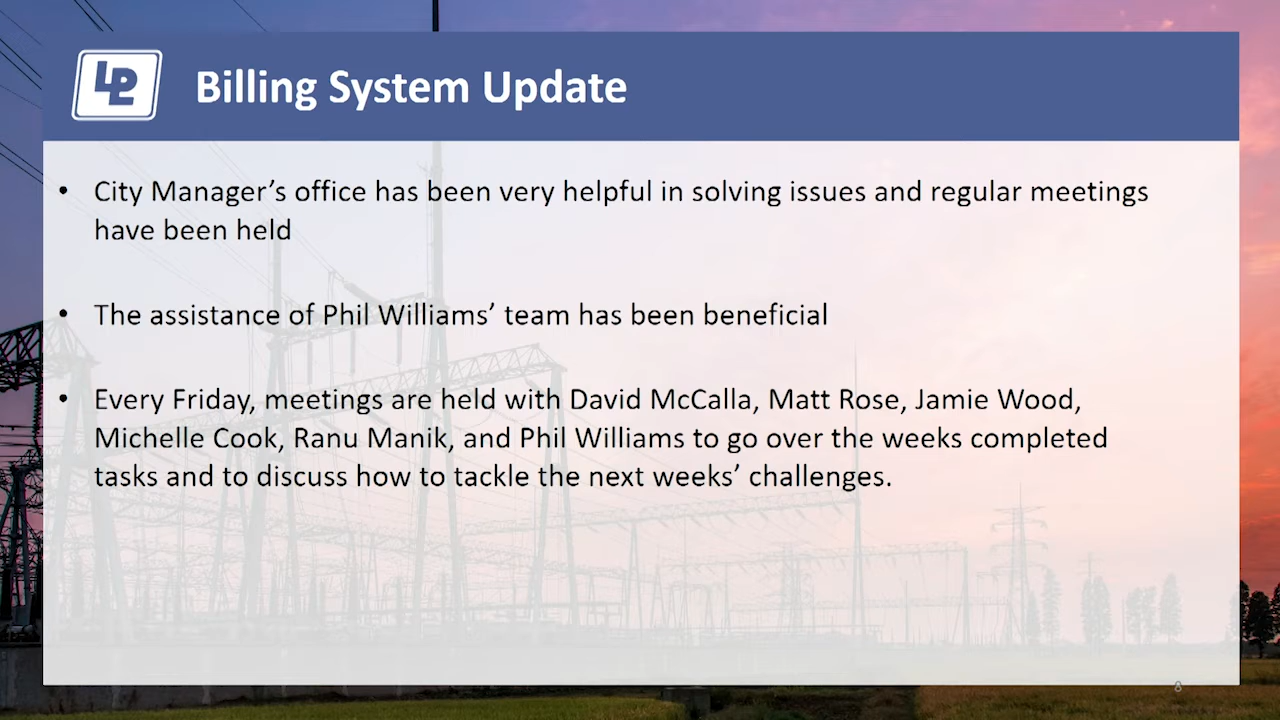 LPL
Billing System Update
• City Manager’s office has been very helpful in solving issues and regular meetings
have been held
• The assistance of Phil Williams’ team has been beneficial
• Every Friday, meetings are held with David McCalla, Matt Rose, Jamie Wood,
Michelle Cook, Ranu Manik, and Phil Williams to go over the weeks completed
tasks and to discuss how to tackle the next weeks’ challenges.
8